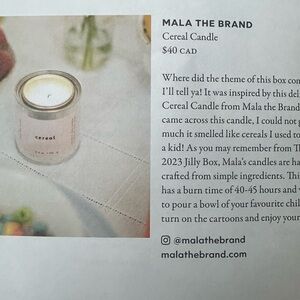 MALA THE BRAND
Cereal Candle
$40 CAD
Where did the theme of this box com
I'll tell ya! It was inspired by this del
Cereal Candle from Mala the Brand
came across this candle, I could not g
much it smelled like cereals I used to
a kid! As you may remember from Th
2023 Jilly Box, Mala's candles are ha
crafted from simple ingredients. Thi
has a burn time of 40-45 hours and
to pour a bowl of your favourite chil
turn on the cartoons and enjoy your
@malathebrand
malathebrand.com
cereal